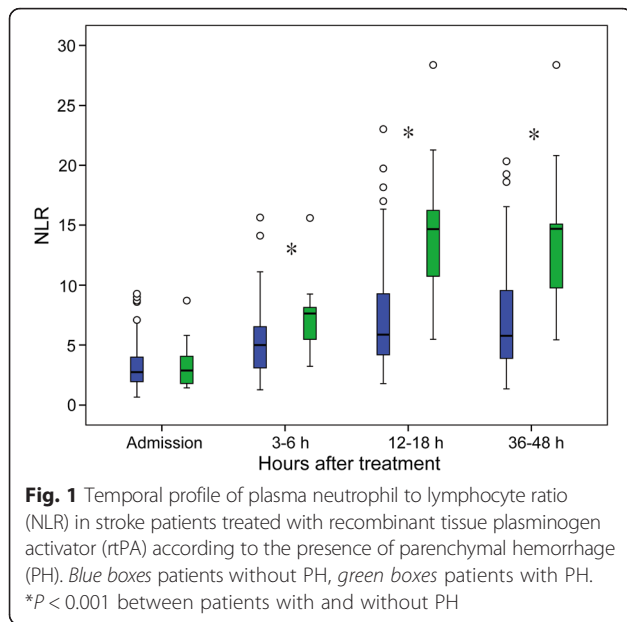 30
25
20
15
10
5
0
NLR
*
*
*
Admission 3-6 h 12-18 h 36-48 h
Hours after treatment
Fig. 1 Temporal profile of plasma neutrophil to lymphocyte ratio
(NLR) in stroke patients treated with recombinant tissue plasminogen
activator (rtPA) according to the presence of parenchymal hemorrhage
(PH). Blue boxes patients without PH, green boxes patients with PH.
*P < 0.001 between patients with and without PH